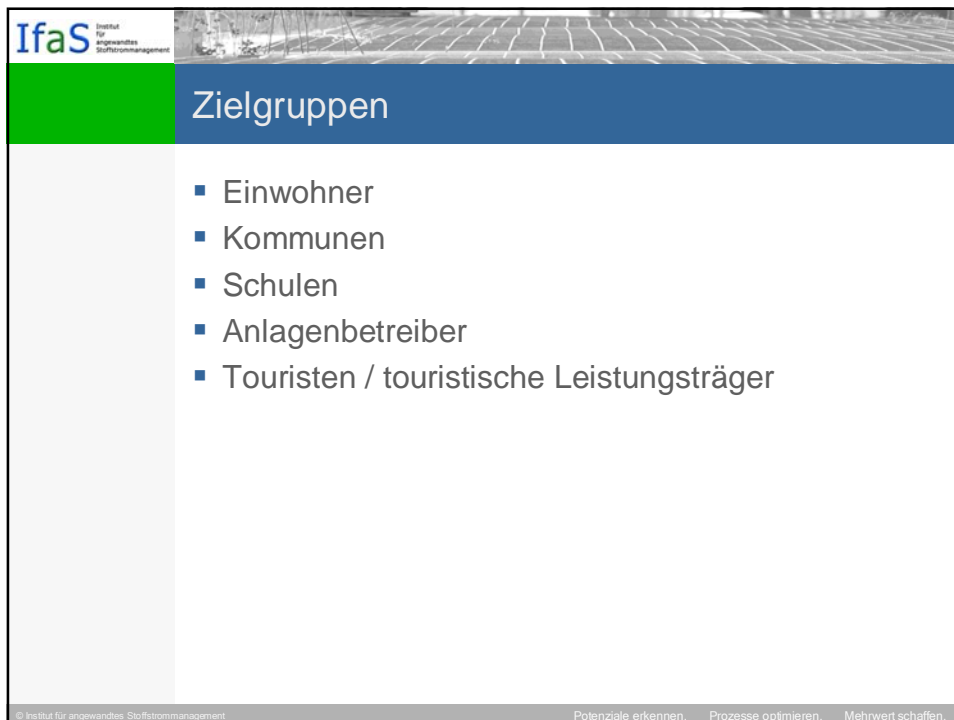 IfaS
Institut
für
angewandtes
Stoffstrommanagement
Zielgruppen
Einwohner
Kommunen
Schulen
Anlagenbetreiber
Touristen / touristische Leistungsträger
© Institut für angewandtes Stoffstrommanagement Potenziale erkennen. Prozesse optimieren. Mehrwert schaffen.